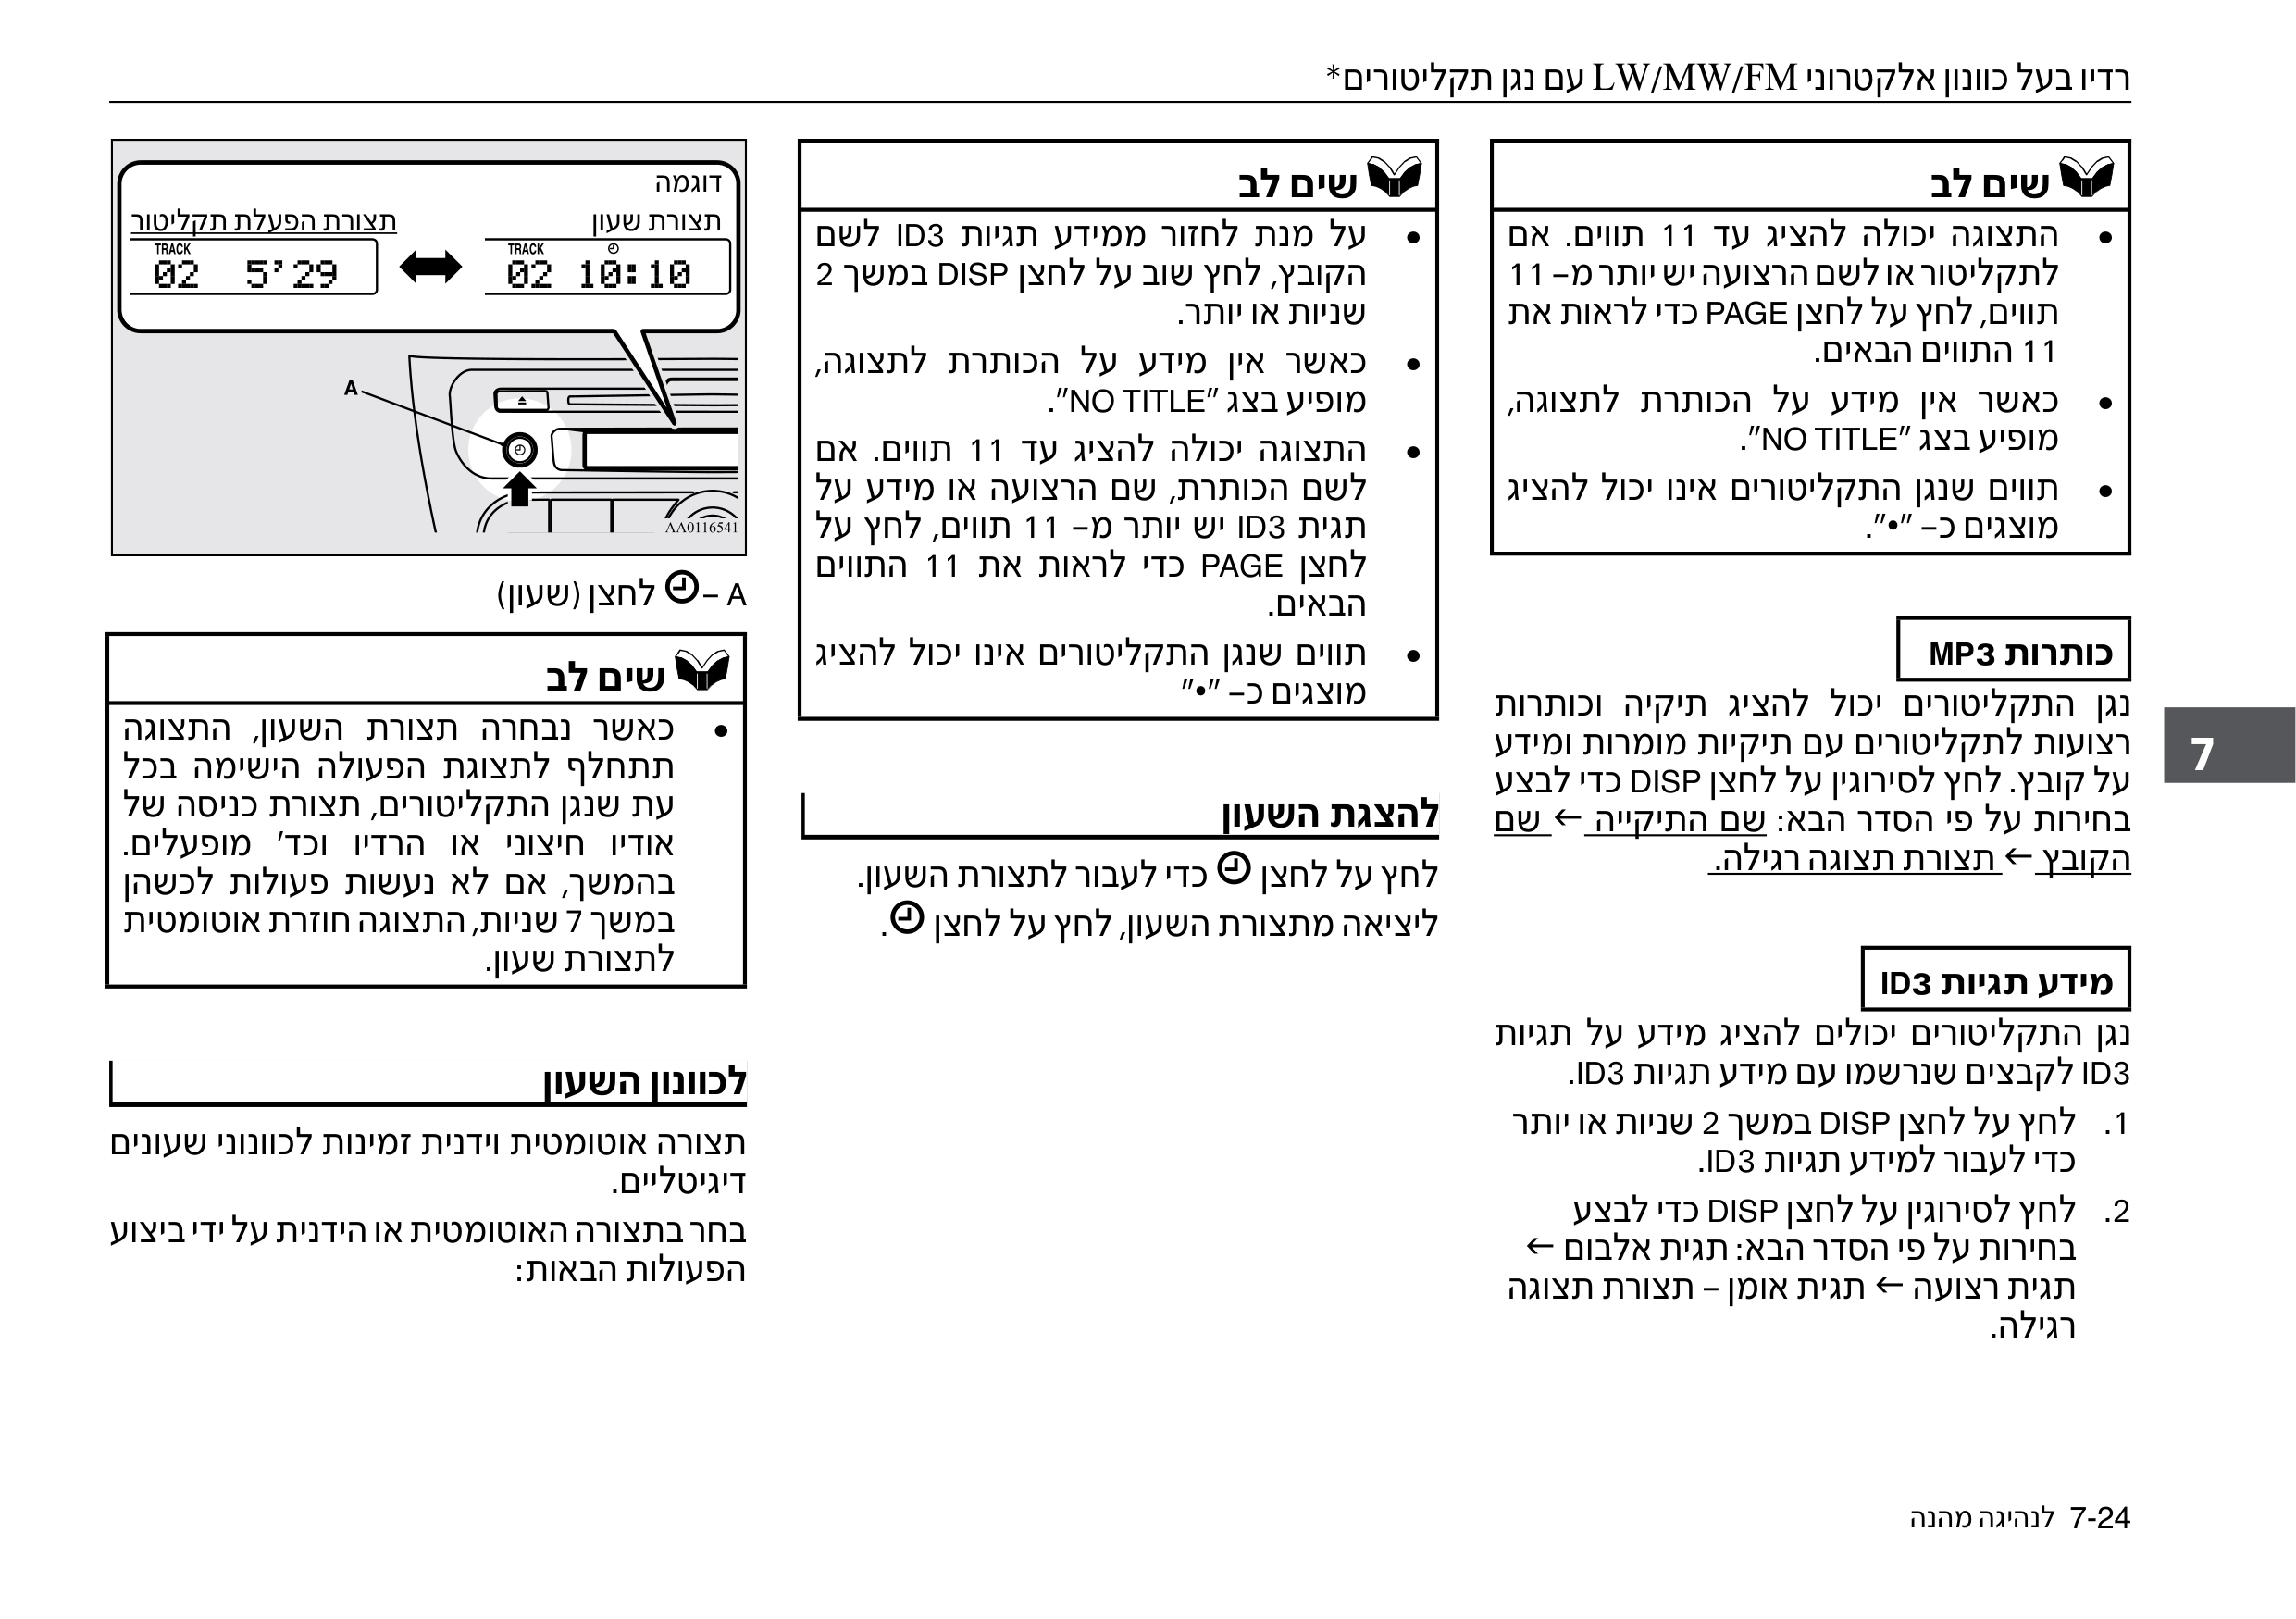 רדיו בעל כוונון אלקטרוני LW/MW/FM עם נגן תקליטורים*
שים לב
• התצוגה יכולה להציג עד 11 תווים. אם
לתקליטור או לשם הרצועה יש יותר מ– 11
תווים, לחץ על לחצן PAGE כדי לראות את
11 התווים הבאים.
• כאשר אין מידע על הכותרת לתצוגה,
מופיע בצג "NO TITLE".
• תווים שנגן התקליטורים אינו יכול להציג
מוצגים כ– "•".
כותרות MP3
נגן התקליטורים יכול להציג תיקיה וכותרות
רצועות לתקליטורים עם תיקיות מומרות ומידע
על קובץ. לחץ לסירוגין על לחצן DISP כדי לבצע
בחירות על פי הסדר הבא: שם התיקייה ← שם
הקובץ ← תצורת תצוגה רגילה.
מידע תגיות ID3
נגן התקליטורים יכולים להציג מידע על תגיות
ID3 לקבצים שנרשמו עם מידע תגיות ID3.
1. לחץ על לחצן DISP במשך 2 שניות או יותר
כדי לעבור למידע תגיות ID3.
2. לחץ לסירוגין על לחצן DISP כדי לבצע
בחירות על פי הסדר הבא: תגית אלבום ←
תגית רצועה ← תגית אומן – תצורת תצוגה
רגילה.
שים לב
• על מנת לחזור ממידע תגיות ID3 לשם
הקובץ, לחץ שוב על לחצן DISP במשך 2
שניות או יותר.
• כאשר אין מידע על הכותרת לתצוגה,
מופיע בצג "NO TITLE".
• התצוגה יכולה להציג עד 11 תווים. אם
לשם הכותרת, שם הרצועה או מידע על
תגית ID3 יש יותר מ– 11 תווים, לחץ על
לחצן PAGE כדי לראות את 11 התווים
הבאים.
• תווים שנגן התקליטורים אינו יכול להציג
מוצגים כ– "•"
להצגת השעון
לחץ על לחצן 🕘 כדי לעבור לתצורת השעון.
ליציאה מתצורת השעון, לחץ על לחצן 🕘.
דוגמה
תצורת שעון
תצורת הפעלת תקליטור
TRACK
02 10:10
TRACK
02 5'29
A
AA0116541
A –🕘 לחצן (שעון)
שים לב
• כאשר נבחרה תצורת השעון, התצוגה
תתחלף לתצוגת הפעולה הישימה בכל
עת שנגן התקליטורים, תצורת כניסה של
אודיו חיצוני או הרדיו וכד' מופעלים.
בהמשך, אם לא נעשות פעולות לכשהן
במשך 7 שניות, התצוגה חוזרת אוטומטית
לתצורת שעון.
לכוונון השעון
תצורה אוטומטית וידנית זמינות לכוונוני שעונים
דיגיטליים.
בחר בתצורה האוטומטית או הידנית על ידי ביצוע
הפעולות הבאות:
7
7-24 לנהיגה מהנה